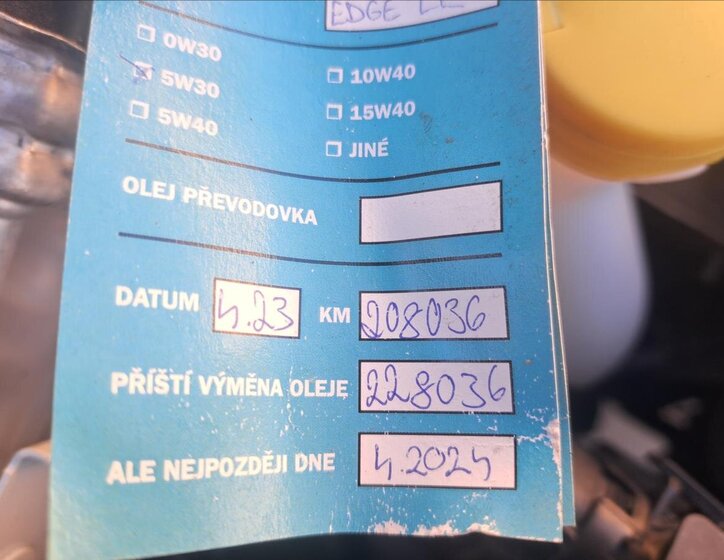 EDGE LL
0W30
5W30 10W40
5W40 15W40
JINÉ
OLEJ PŘEVODOVKA
DATUM 4.23 KM 208036
PŘÍŠTÍ VÝMĚNA OLEJE 228036
ALE NEJPOZDĚJI DNE 4.2024